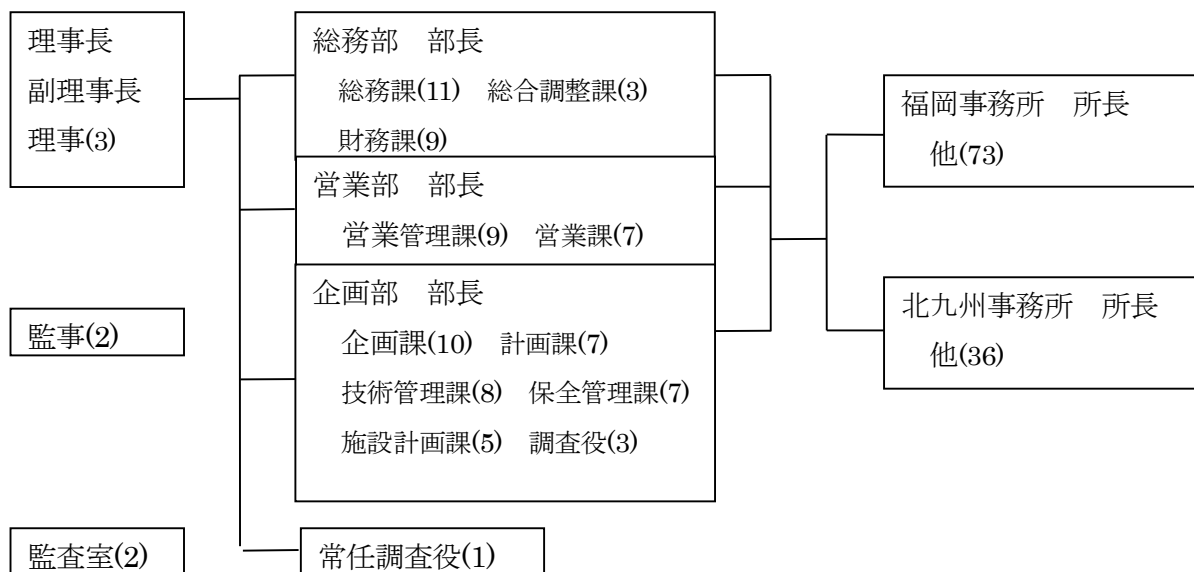 理事長
副理事長
理事(3)
総務部　部長
総務課(11)　総合調整課(3)
財務課(9)
営業部　部長
営業管理課(9)　営業課(7)
企画部　部長
企画課(10)　計画課(7)
技術管理課(8)　保全管理課(7)
施設計画課(5)　調査役(3)
福岡事務所　所長
他(73)
北九州事務所　所長
他(36)
監事(2)
監査室(2)
常任調査役(1)